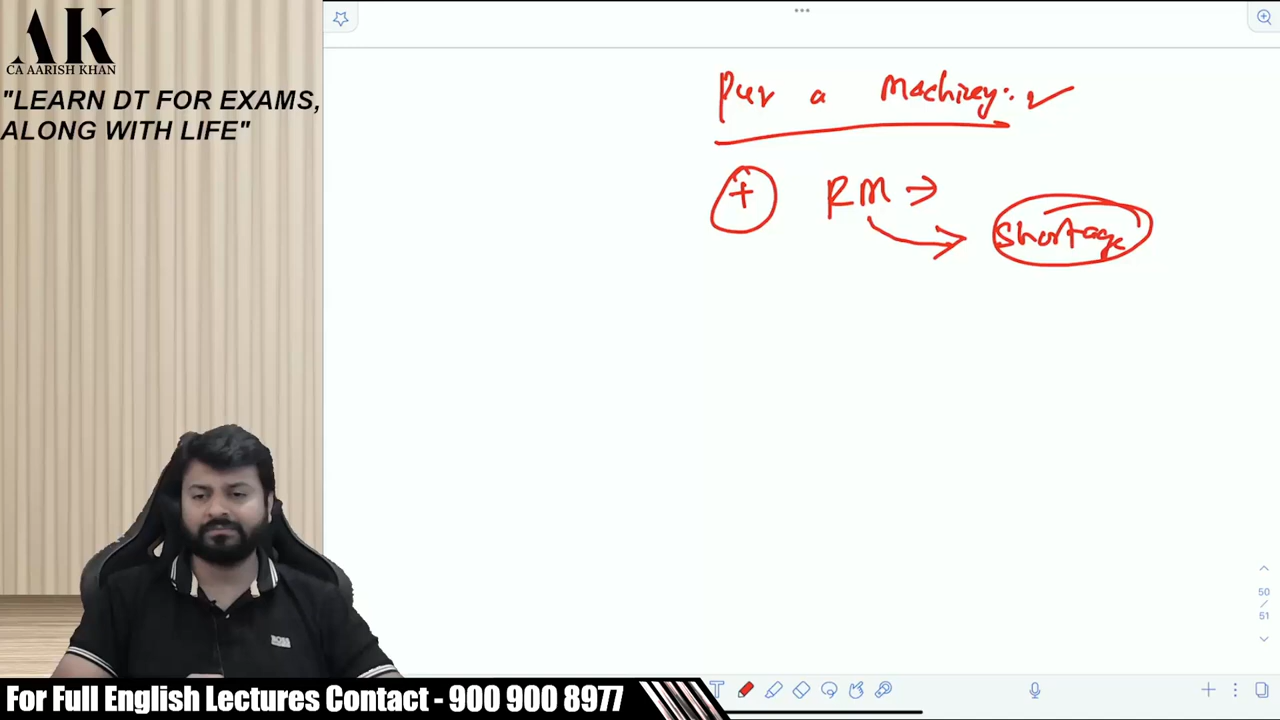 AK
CA AARISH KHAN
"LEARN DT FOR EXAMS,
ALONG WITH LIFE"
Pur a Machinery.
+ RM →
Shortage
50
/
51
T
For Full English Lectures Contact - 900 900 8977